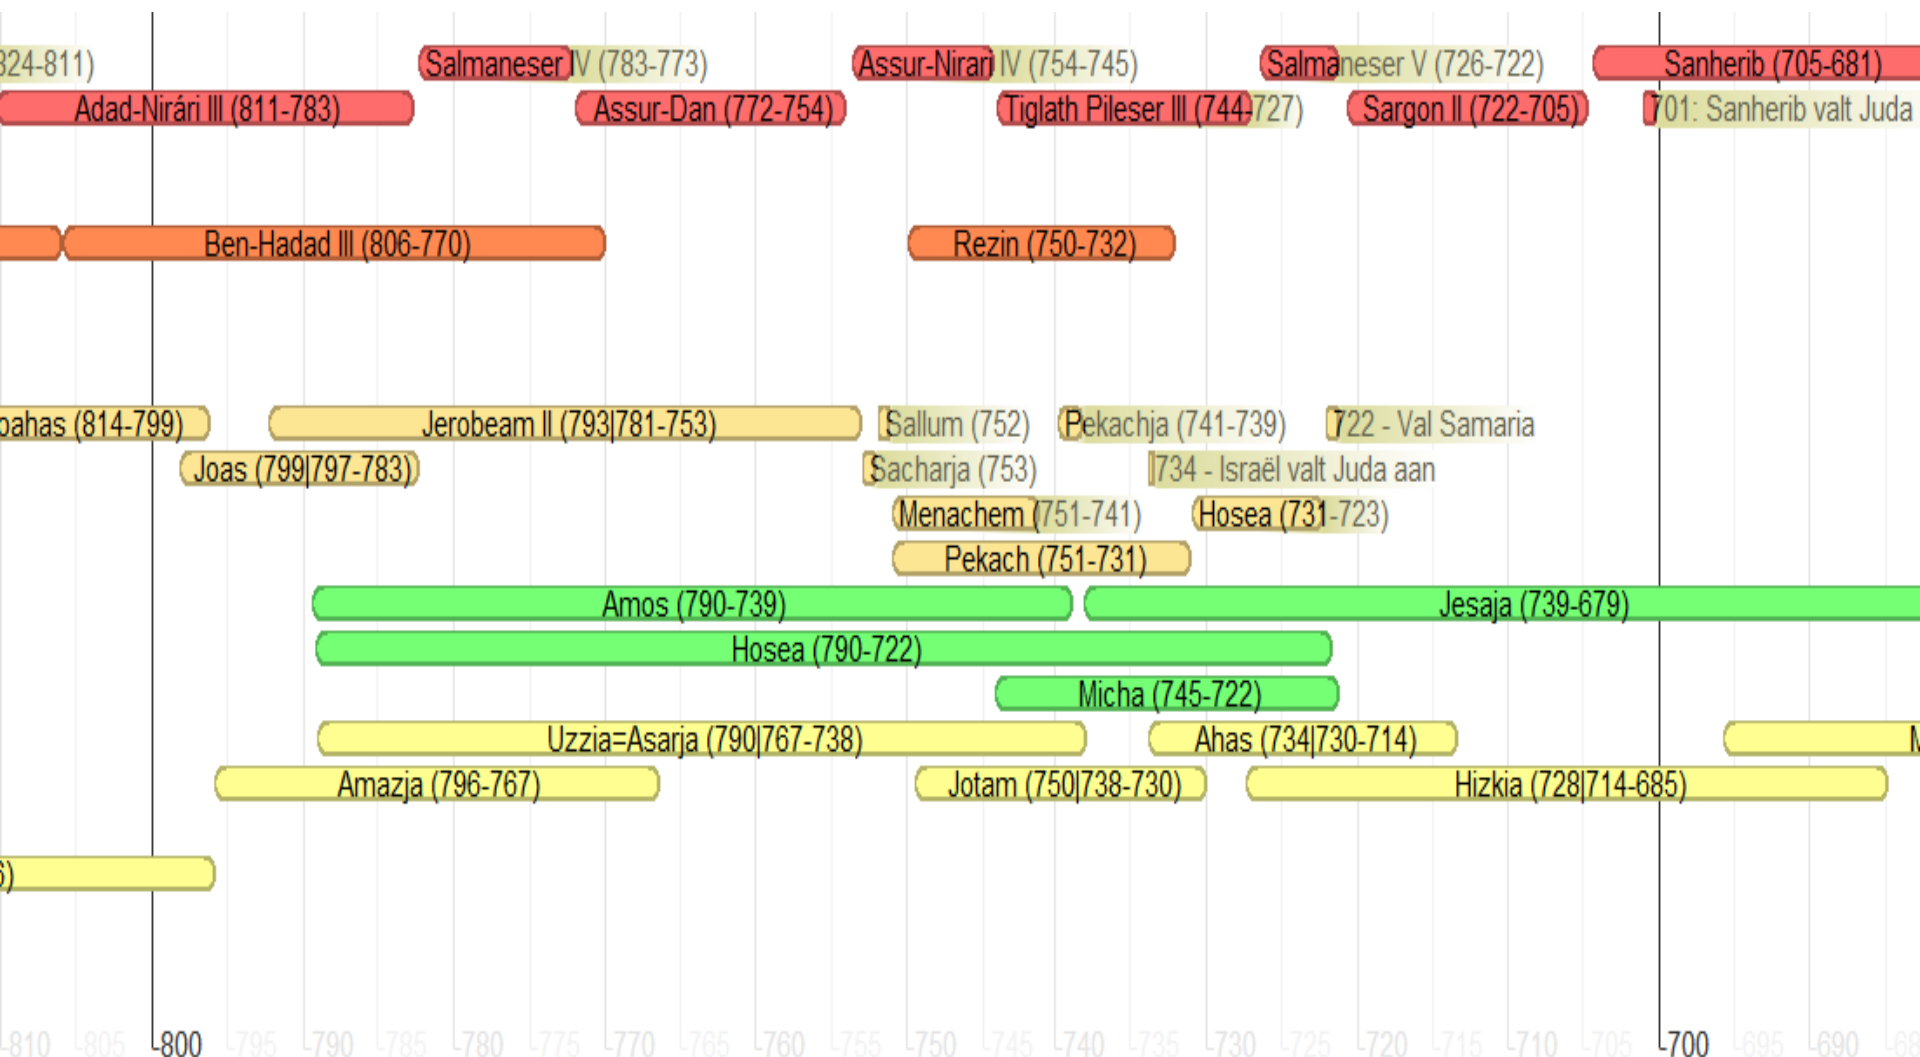 324-811)
Salmaneser IV (783-773)
Assur-Nirari IV (754-745)
Salmaneser V (726-722)
Sanherib (705-681)
Adad-Nirári III (811-783)
Assur-Dan (772-754)
Tiglath Pileser III (744-727)
Sargon II (722-705)
701: Sanherib valt Juda
Ben-Hadad III (806-770)
Rezin (750-732)
oahas (814-799)
Jerobeam II (793|781-753)
Sallum (752)
Pekachja (741-739)
722 - Val Samaria
Joas (799|797-783)
Sacharja (753)
734 - Israël valt Juda aan
Menachem (751-741)
Hosea (731-723)
Pekach (751-731)
Amos (790-739)
Jesaja (739-679)
Hosea (790-722)
Micha (745-722)
Uzzia=Asarja (790|767-738)
Ahas (734|730-714)
Amazja (796-767)
Jotam (750|738-730)
Hizkia (728|714-685)
6)
-810 -805 -800 -795 -790 -785 -780 -775 -770 -765 -760 -755 -750 -745 -740 -735 -730 -725 -720 -715 -710 -705 -700 -695 -690 -68